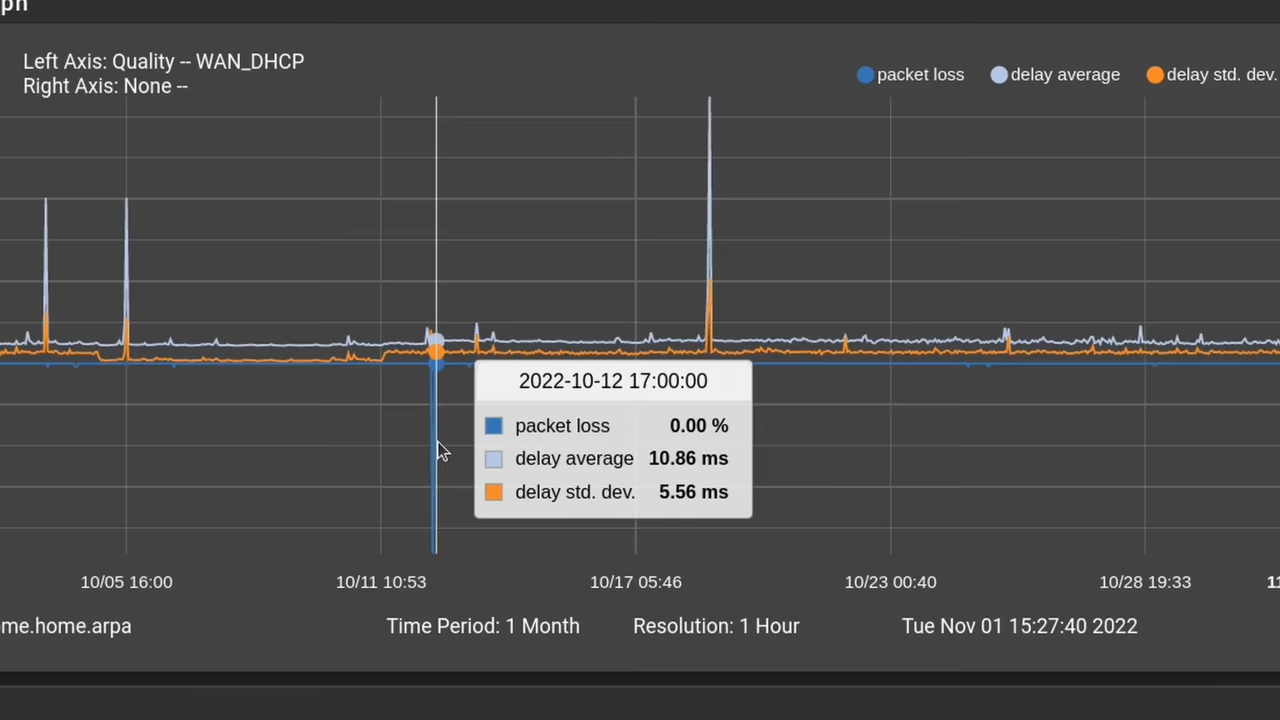 ph
Left Axis: Quality -- WAN_DHCP
Right Axis: None --
packet loss delay average delay std. dev.
2022-10-12 17:00:00
packet loss 0.00 %
delay average 10.86 ms
delay std. dev. 5.56 ms
10/05 16:00 10/11 10:53 10/17 05:46 10/23 00:40 10/28 19:33 11
me.home.arpa Time Period: 1 Month Resolution: 1 Hour Tue Nov 01 15:27:40 2022